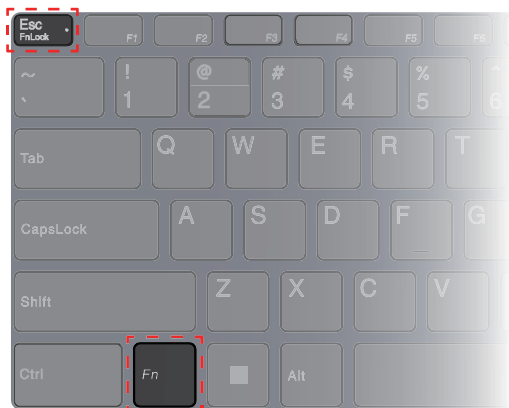 Esc
FnLock
F1 F2 F3 F4 F5 F6
~ ! @ # $ % ^
` 1 2 3 4 5 6
Tab Q W E R T
CapsLock A S D F G
Shift Z X C V
Ctrl Fn Alt